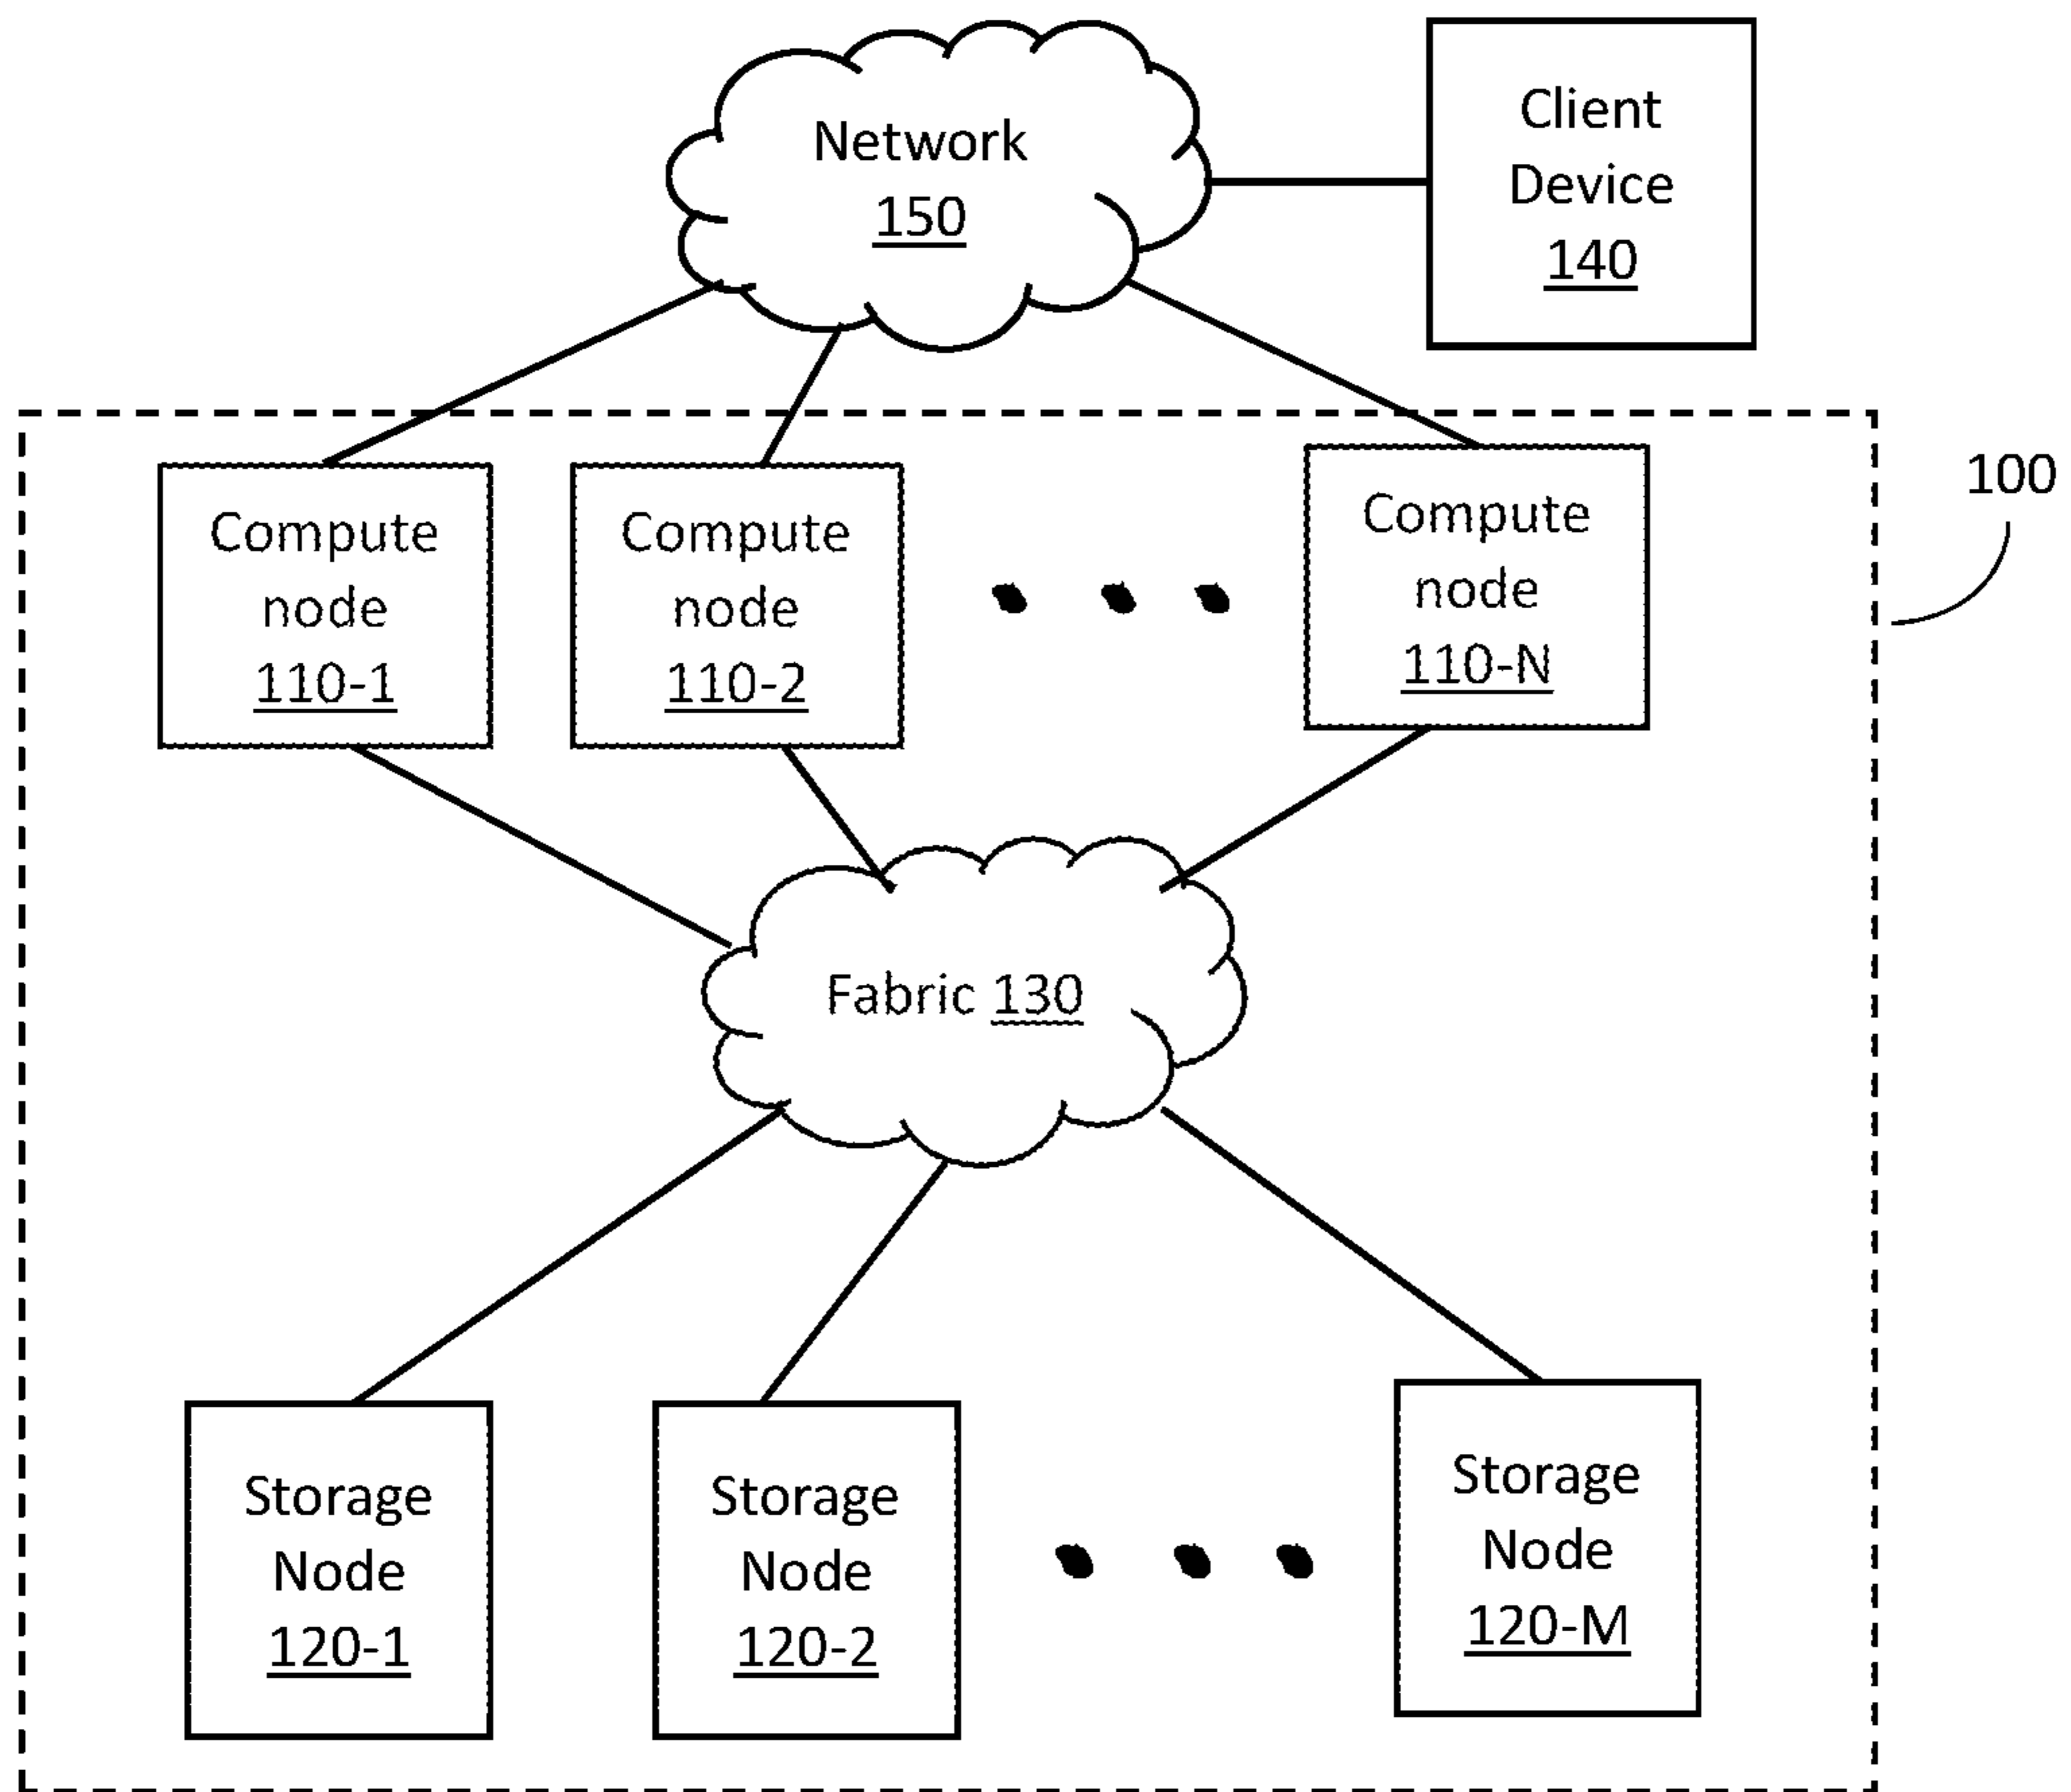 Network
150
Client
Device
140
100
Compute
node
110-1
Compute
node
110-2
Compute
node
110-N
Fabric 130
Storage
Node
120-1
Storage
Node
120-2
Storage
Node
120-M